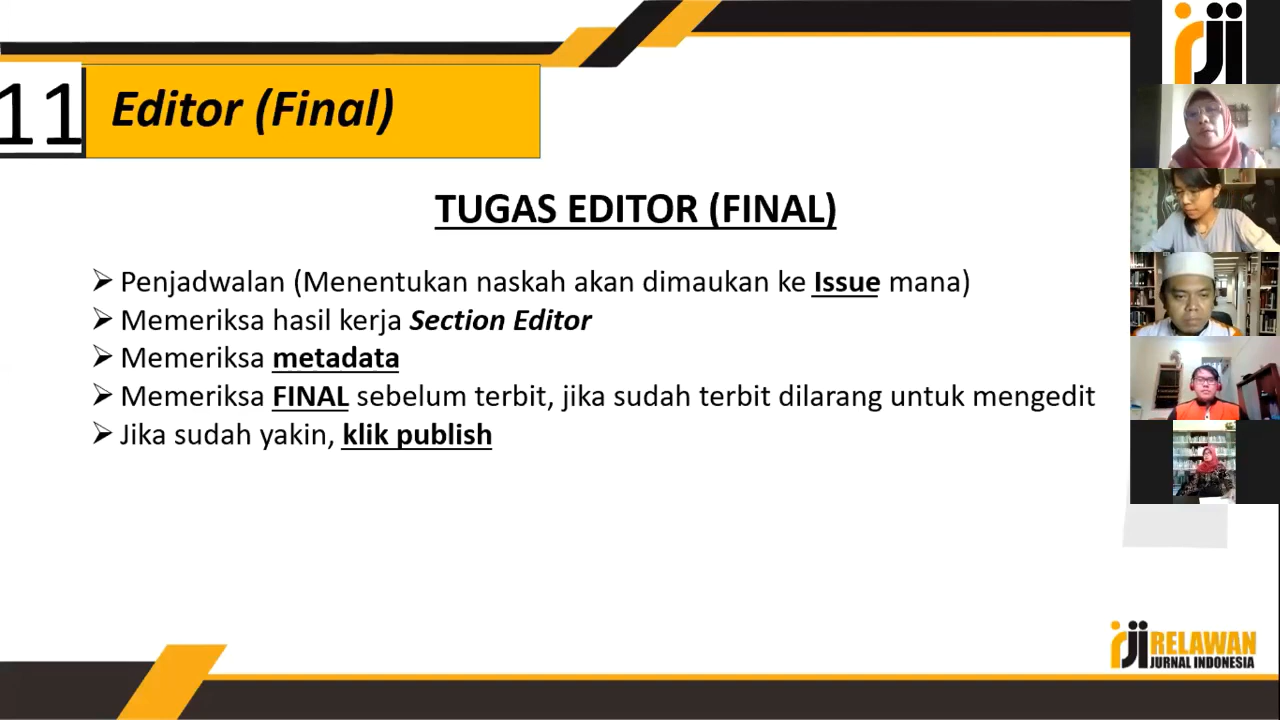 rji
11
Editor (Final)
TUGAS EDITOR (FINAL)
➢ Penjadwalan (Menentukan naskah akan dimaukan ke Issue mana)
➢ Memeriksa hasil kerja Section Editor
➢ Memeriksa metadata
➢ Memeriksa FINAL sebelum terbit, jika sudah terbit dilarang untuk mengedit
➢ Jika sudah yakin, klik publish
rji RELAWAN
JURNAL INDONESIA